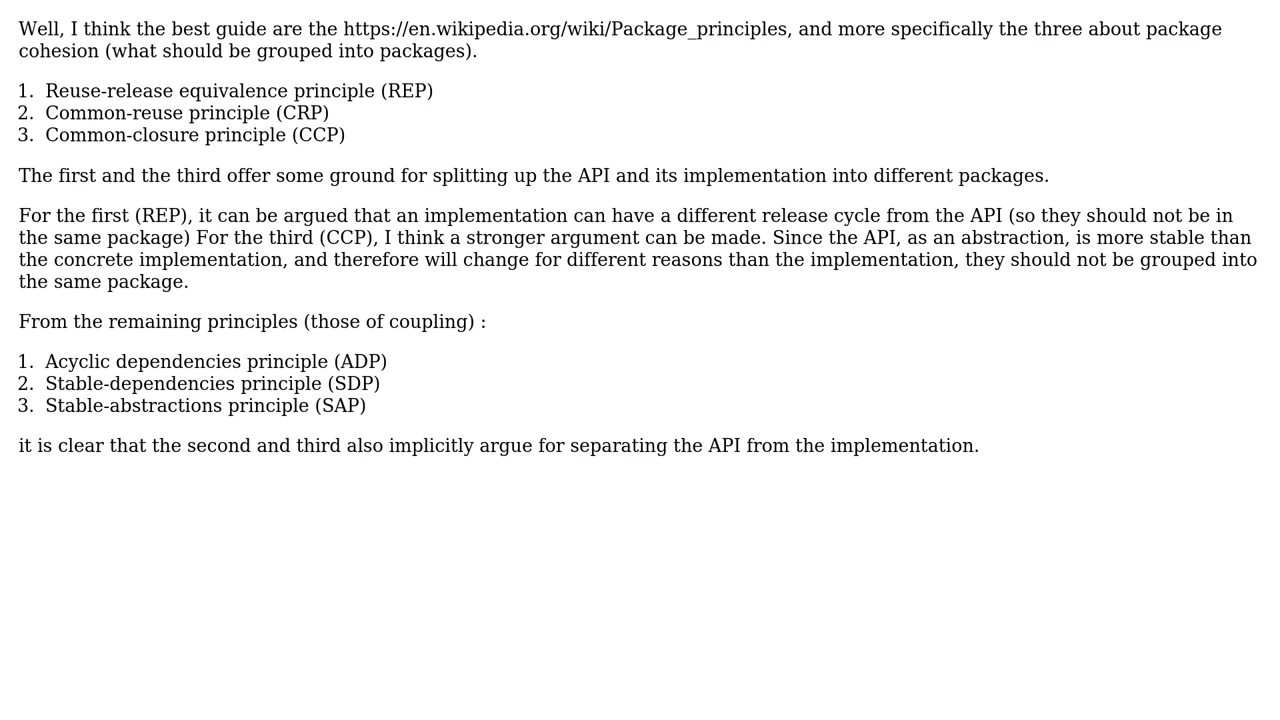 Well, I think the best guide are the https://en.wikipedia.org/wiki/Package_principles, and more specifically the three about package
cohesion (what should be grouped into packages).
1. Reuse-release equivalence principle (REP)
2. Common-reuse principle (CRP)
3. Common-closure principle (CCP)
The first and the third offer some ground for splitting up the API and its implementation into different packages.
For the first (REP), it can be argued that an implementation can have a different release cycle from the API (so they should not be in
the same package) For the third (CCP), I think a stronger argument can be made. Since the API, as an abstraction, is more stable than
the concrete implementation, and therefore will change for different reasons than the implementation, they should not be grouped into
the same package.
From the remaining principles (those of coupling) :
1. Acyclic dependencies principle (ADP)
2. Stable-dependencies principle (SDP)
3. Stable-abstractions principle (SAP)
it is clear that the second and third also implicitly argue for separating the API from the implementation.